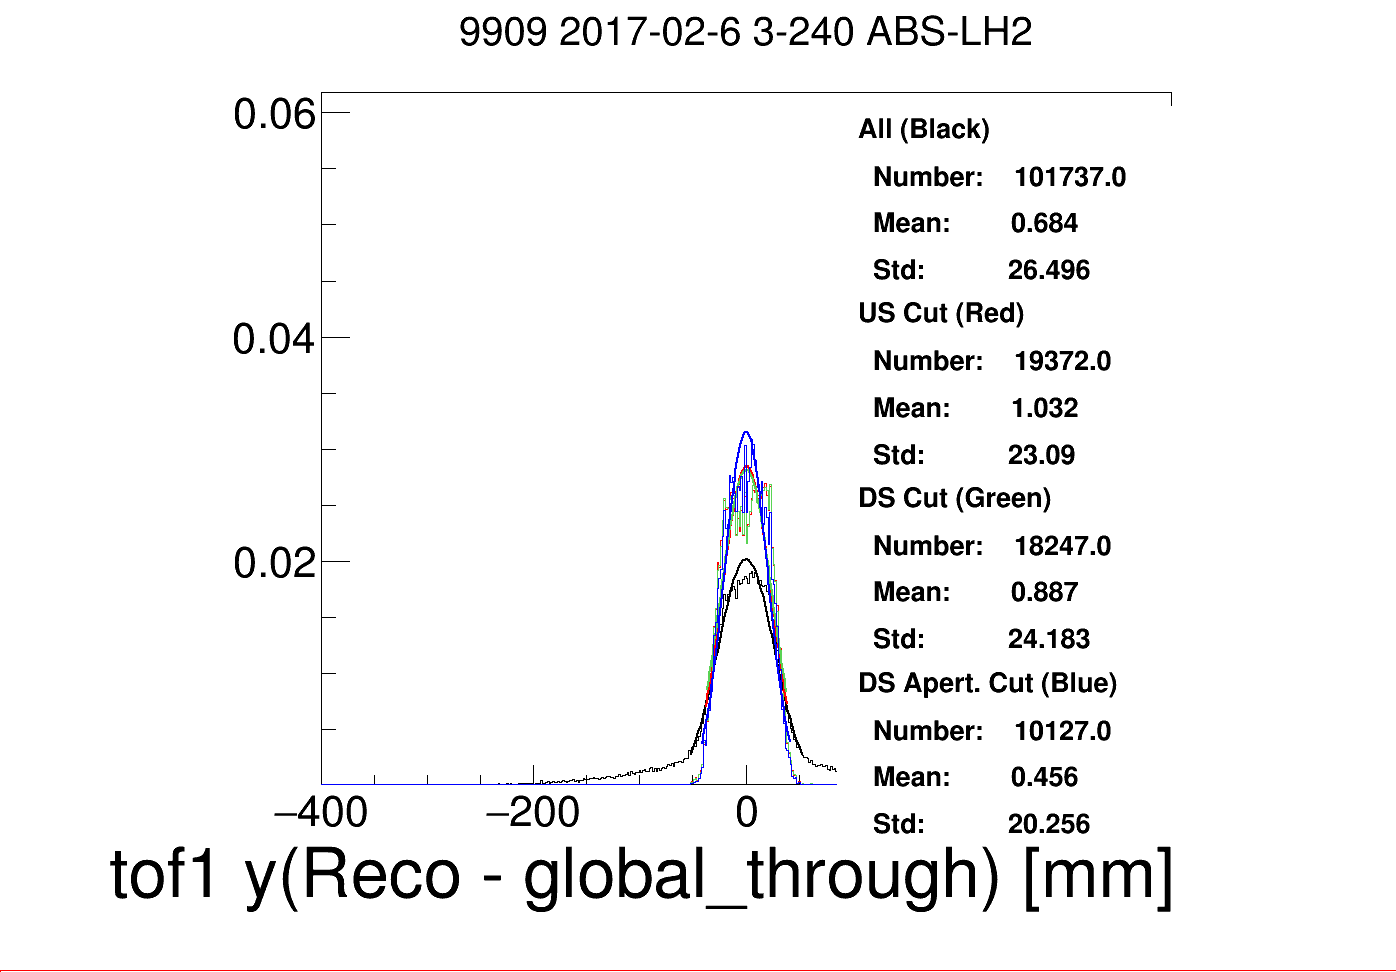 9909 2017-02-6 3-240 ABS-LH2
0.06
0.04
0.02
−400
−200
0
All (Black)
Number: 101737.0
Mean: 0.684
Std: 26.496
US Cut (Red)
Number: 19372.0
Mean: 1.032
Std: 23.09
DS Cut (Green)
Number: 18247.0
Mean: 0.887
Std: 24.183
DS Apert. Cut (Blue)
Number: 10127.0
Mean: 0.456
Std: 20.256
tof1 y(Reco - global_through) [mm]